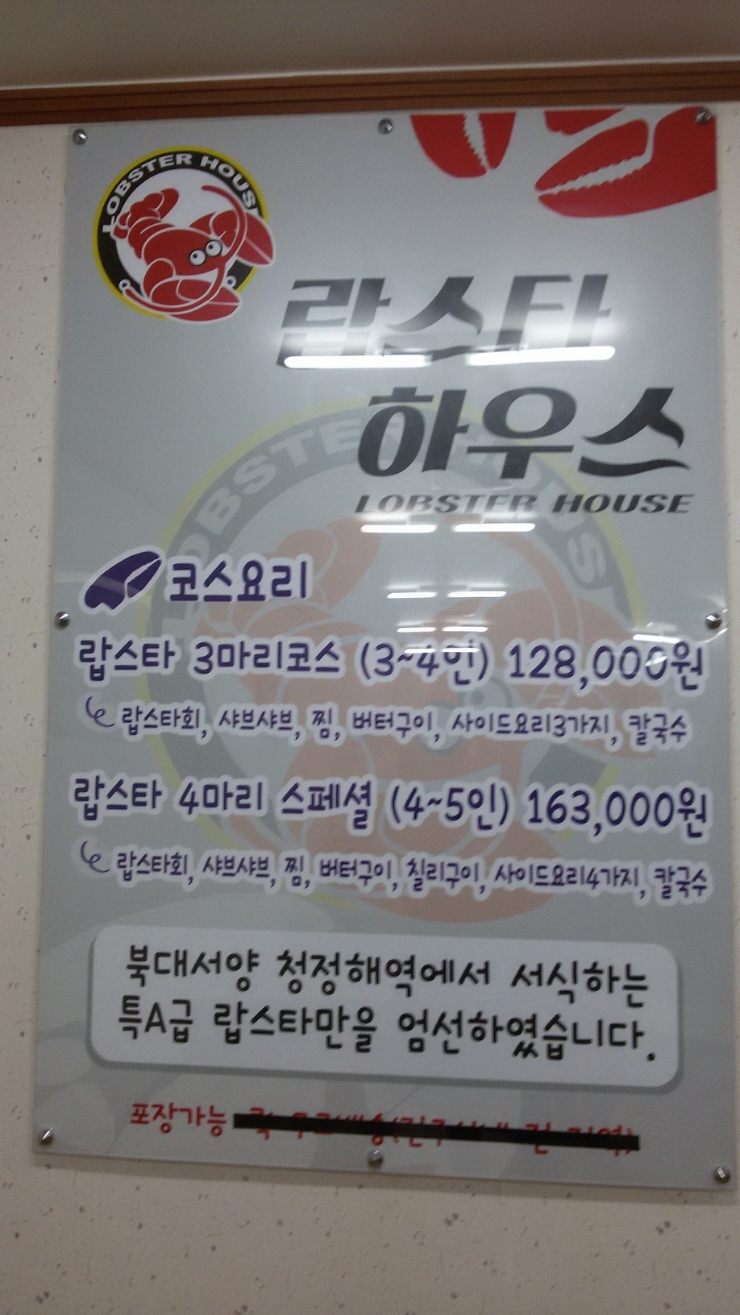 LOBSTER HOUSE
랍스타
하우스
LOBSTER HOUSE
코스요리
랍스타 3마리코스 (3~4인) 128,000원
랍스타회, 샤브샤브, 찜, 버터구이, 사이드요리3가지, 칼국수
랍스타 4마리 스페셜 (4~5인) 163,000원
랍스타회, 샤브샤브, 찜, 버터구이, 칠리구이, 사이드요리4가지, 칼국수
북대서양 청정해역에서 서식하는
특A급 랍스타만을 엄선하였습니다.
포장가능